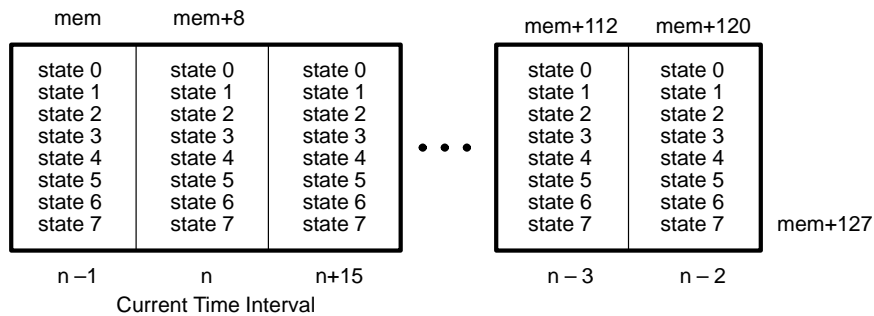 mem mem+8 mem+112 mem+120
state 0 state 0 state 0 state 0 state 0
state 1 state 1 state 1 state 1 state 1
state 2 state 2 state 2 state 2 state 2
state 3 state 3 state 3 state 3 state 3
state 4 state 4 state 4 state 4 state 4
state 5 state 5 state 5 state 5 state 5
state 6 state 6 state 6 state 6 state 6
state 7 state 7 state 7 state 7 state 7 mem+127
n –1 n n+15 n – 3 n – 2
Current Time Interval